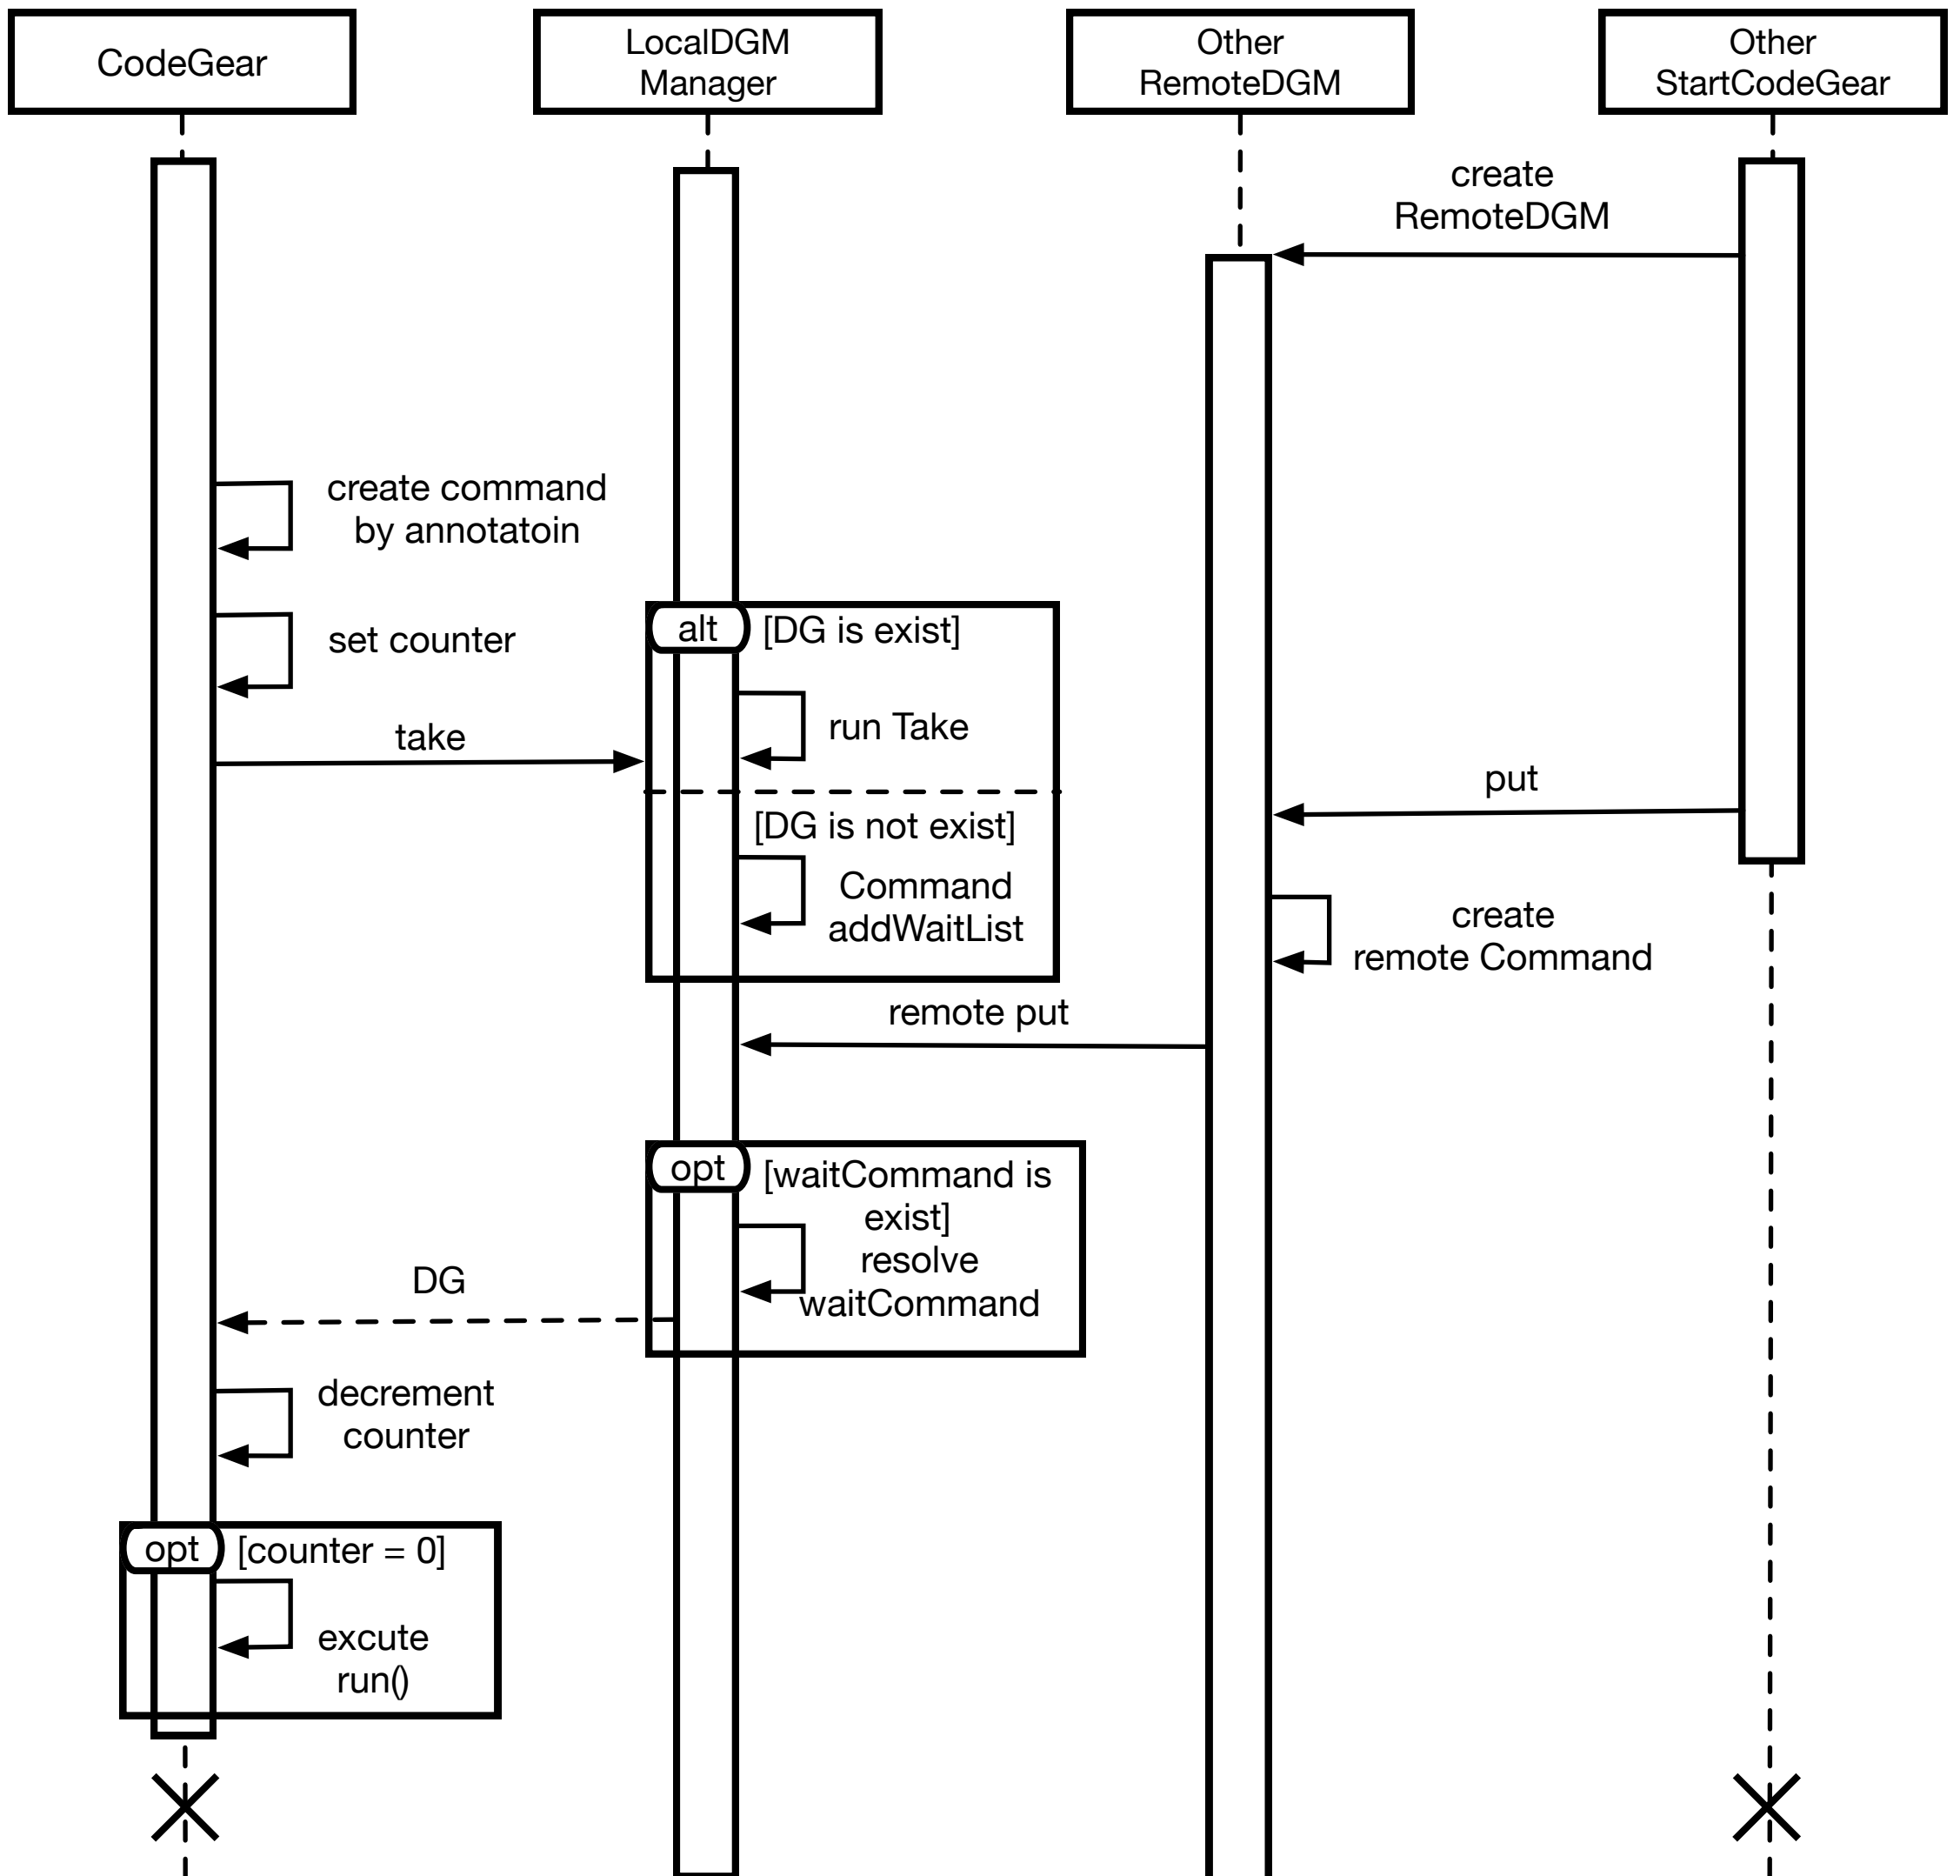 CodeGear
LocalDGM
Manager
Other
RemoteDGM
Other
StartCodeGear
create
RemoteDGM
create command
by annotatoin
set counter
alt
[DG is exist]
run Take
take
put
[DG is not exist]
Command
addWaitList
create
remote Command
remote put
opt
[waitCommand is
exist]
resolve
waitCommand
DG
decrement
counter
opt
[counter = 0]
excute
run()